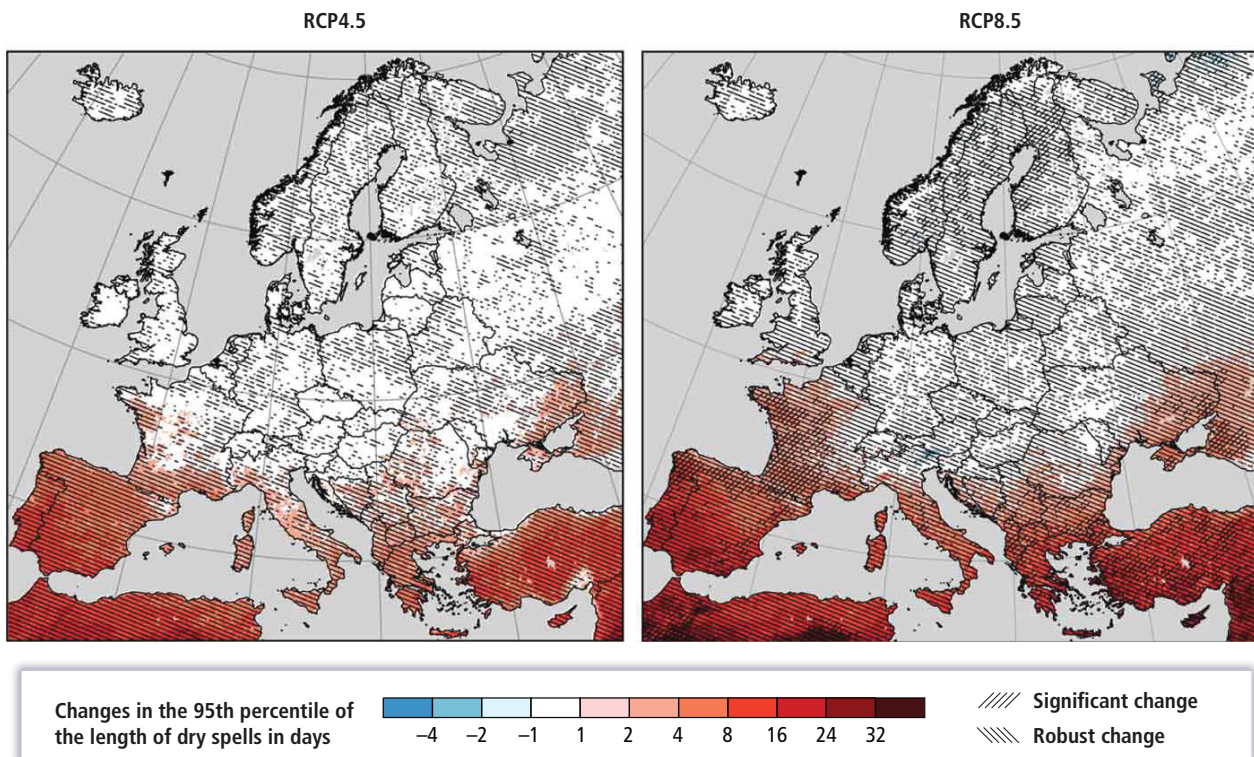 RCP4.5
RCP8.5
Changes in the 95th percentile of
the length of dry spells in days
−4 −2 −1 1 2 4 8 16 24 32
Significant change
Robust change